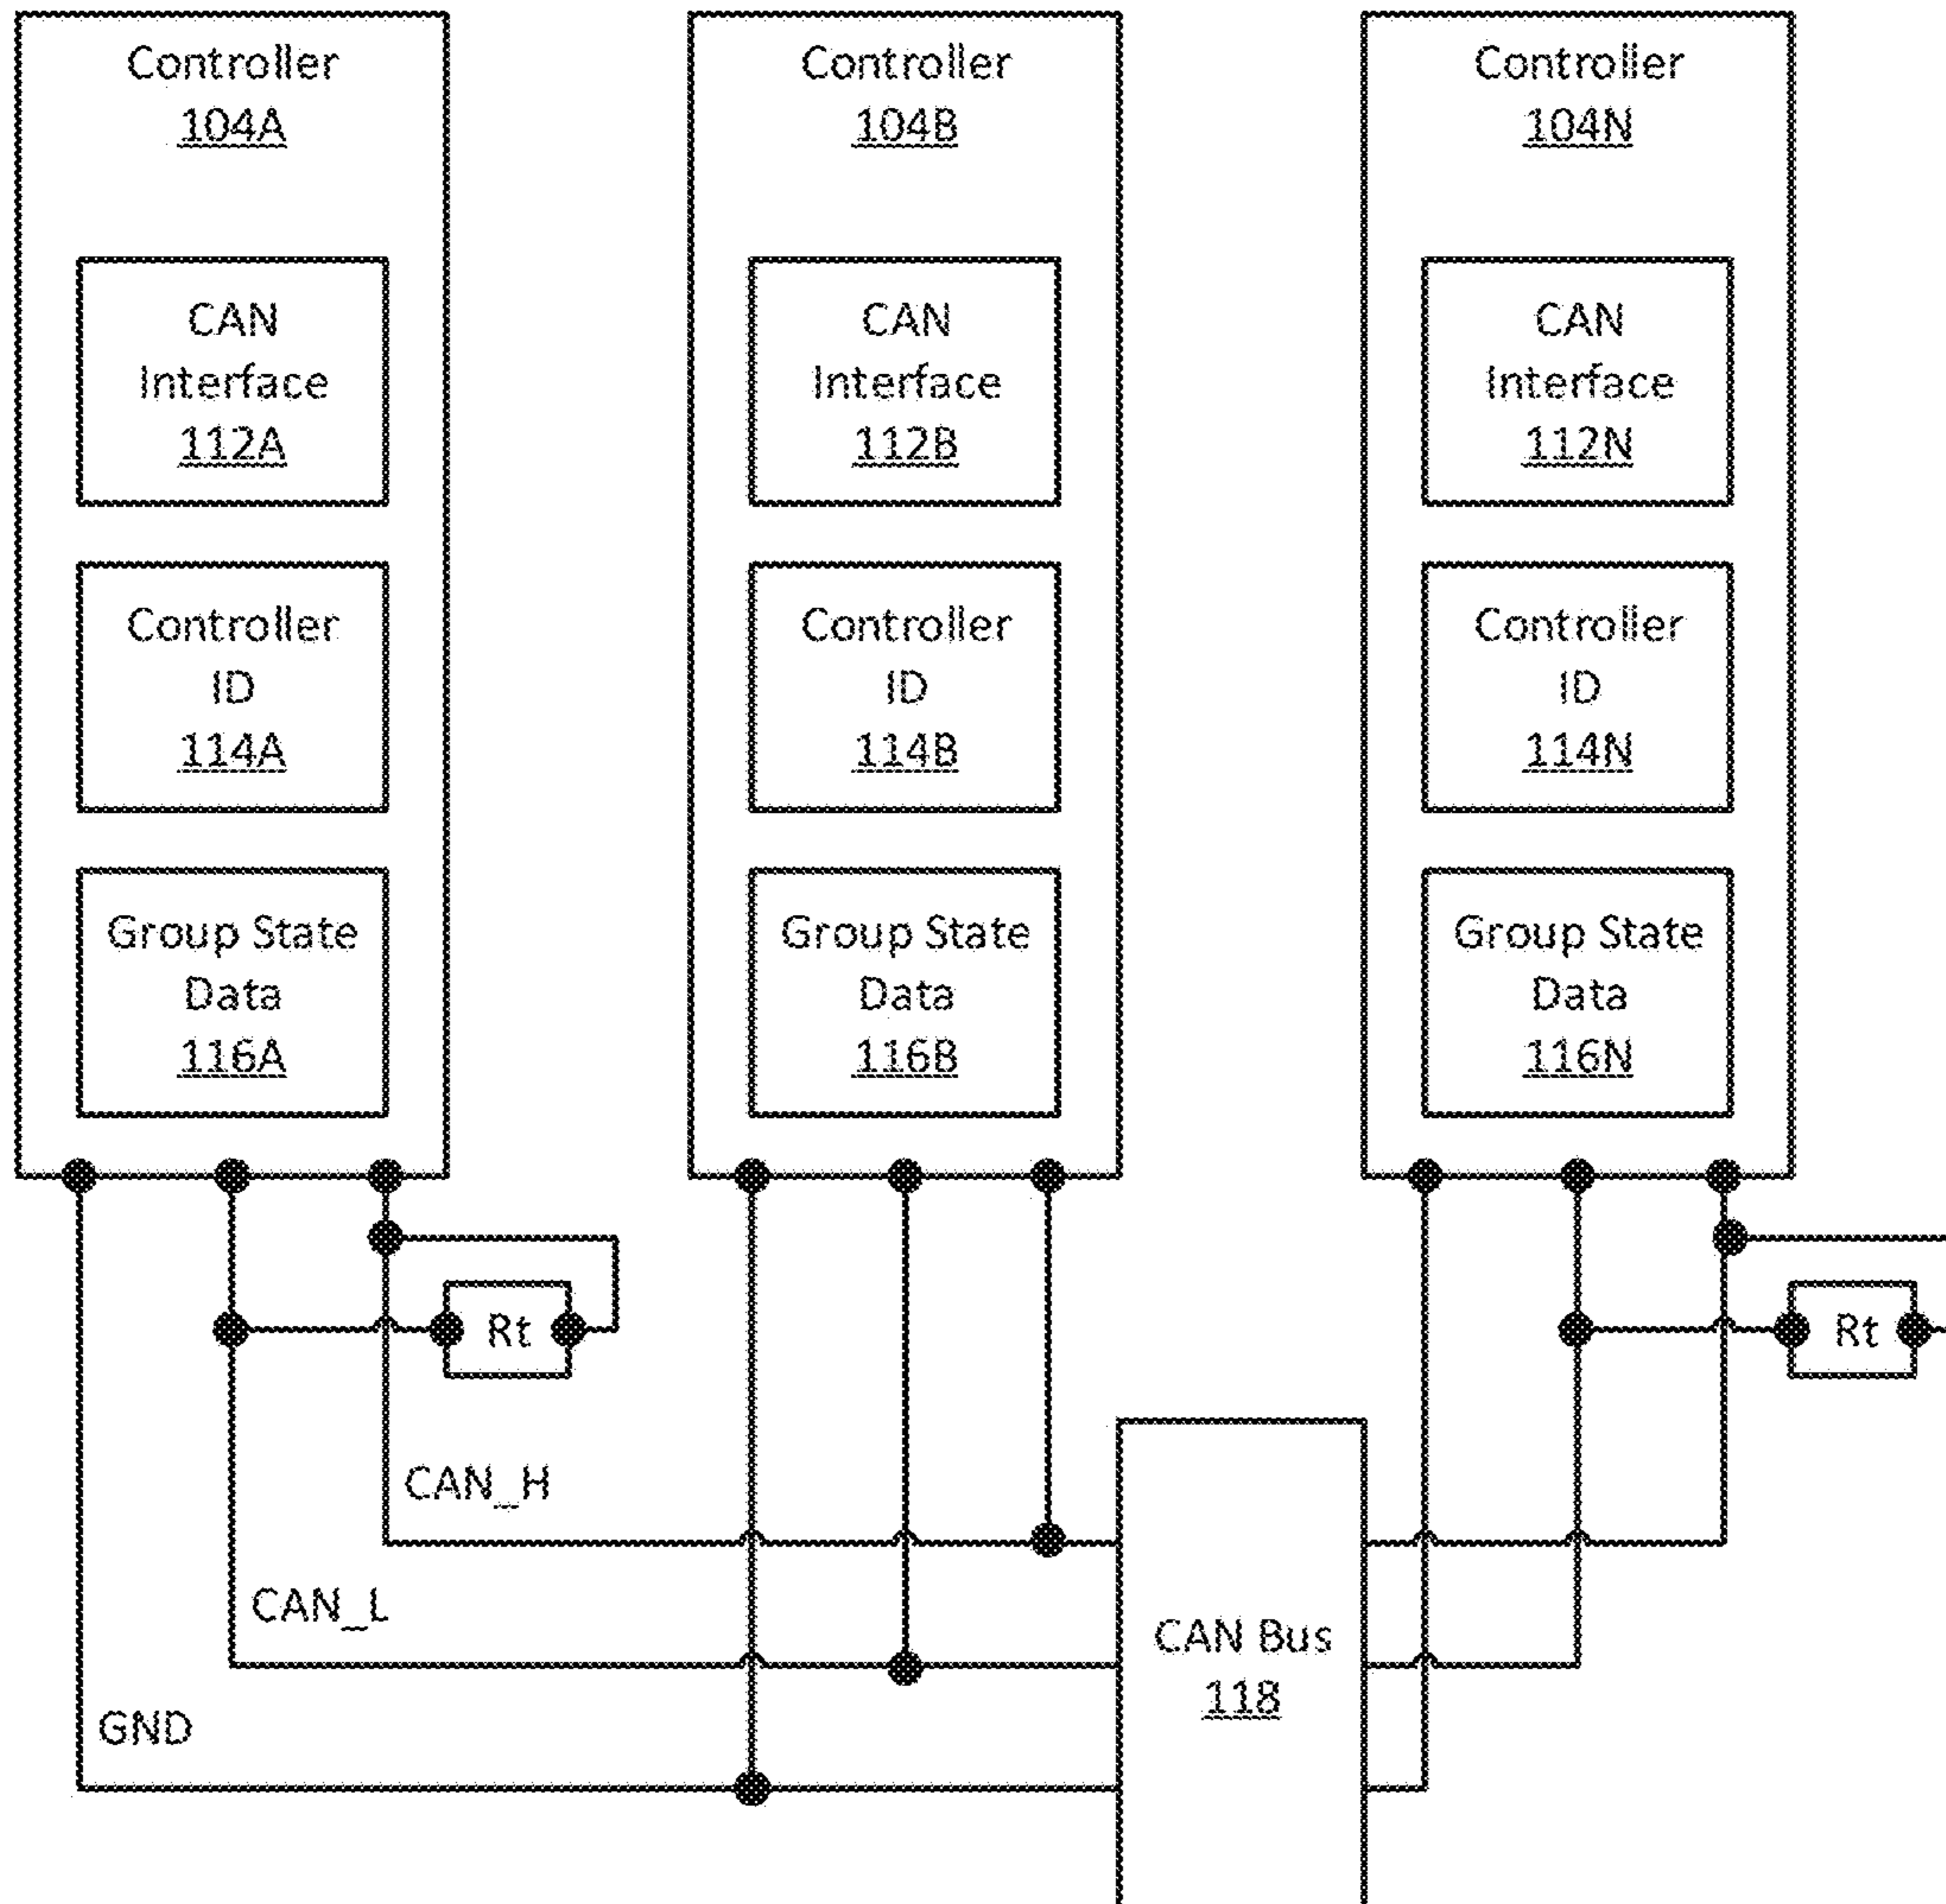 Controller
104A
CAN
Interface
112A
Controller
ID
114A
Group State
Data
116A
Controller
104B
CAN
Interface
112B
Controller
ID
114B
Group State
Data
116B
Controller
104N
CAN
Interface
112N
Controller
ID
114N
Group State
Data
116N
Rt
Rt
CAN_H
CAN_L
GND
CAN Bus
118